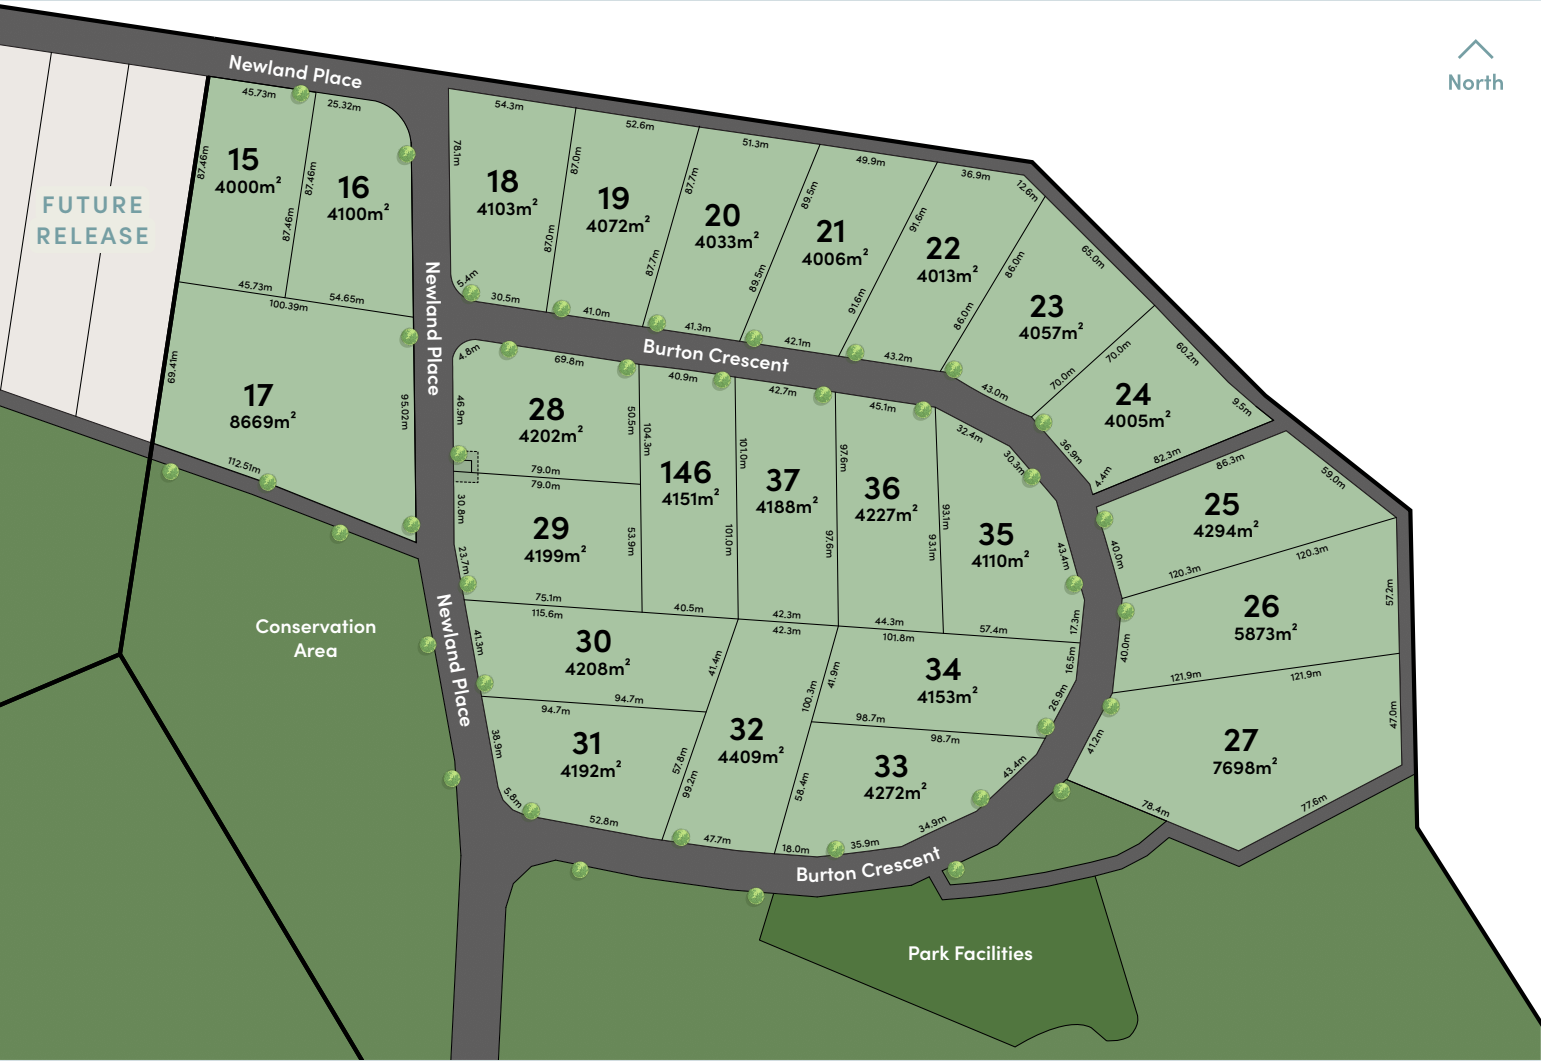 North
Newland Place
FUTURE
RELEASE
45.73m
25.32m
87.46m
15
4000m²
87.46m
87.46m
16
4100m²
45.73m
54.65m
100.39m
69.41m
17
8669m²
95.02m
112.51m
Newland Place
54.3m
78.1m
18
4103m²
5.4m
30.5m
87.0m
87.0m
52.6m
19
4072m²
41.0m
87.7m
87.7m
51.3m
20
4033m²
41.3m
89.5m
89.5m
49.9m
21
4006m²
42.1m
91.6m
91.6m
36.9m
12.6m
22
4013m²
43.2m
86.0m
86.0m
65.0m
23
4057m²
43.0m
70.0m
70.0m
60.2m
9.5m
24
4005m²
36.9m
4.4m
82.3m
Burton Crescent
86.3m
59.0m
25
4294m²
40.0m
120.3m
120.3m
26
5873m²
57.2m
40.0m
121.9m
121.9m
27
7698m²
47.0m
41.2m
78.4m
77.6m
4.8m
69.8m
46.9m
28
4202m²
50.5m
79.0m
79.0m
30.8m
29
4199m²
53.9m
23.7m
75.1m
40.9m
104.3m
146
4151m²
40.5m
42.7m
101.0m
101.0m
37
4188m²
42.3m
45.1m
97.6m
97.6m
36
4227m²
44.3m
32.4m
30.3m
93.1m
93.1m
35
4110m²
43.4m
17.3m
57.4m
115.6m
41.3m
30
4208m²
41.4m
94.7m
94.7m
38.9m
31
4192m²
57.8m
5.8m
52.8m
42.3m
32
4409m²
99.2m
100.3m
47.7m
101.8m
41.9m
34
4153m²
16.5m
26.9m
98.7m
98.7m
33
4272m²
58.4m
43.4m
34.9m
35.9m
18.0m
Newland Place
Burton Crescent
Conservation
Area
Park Facilities